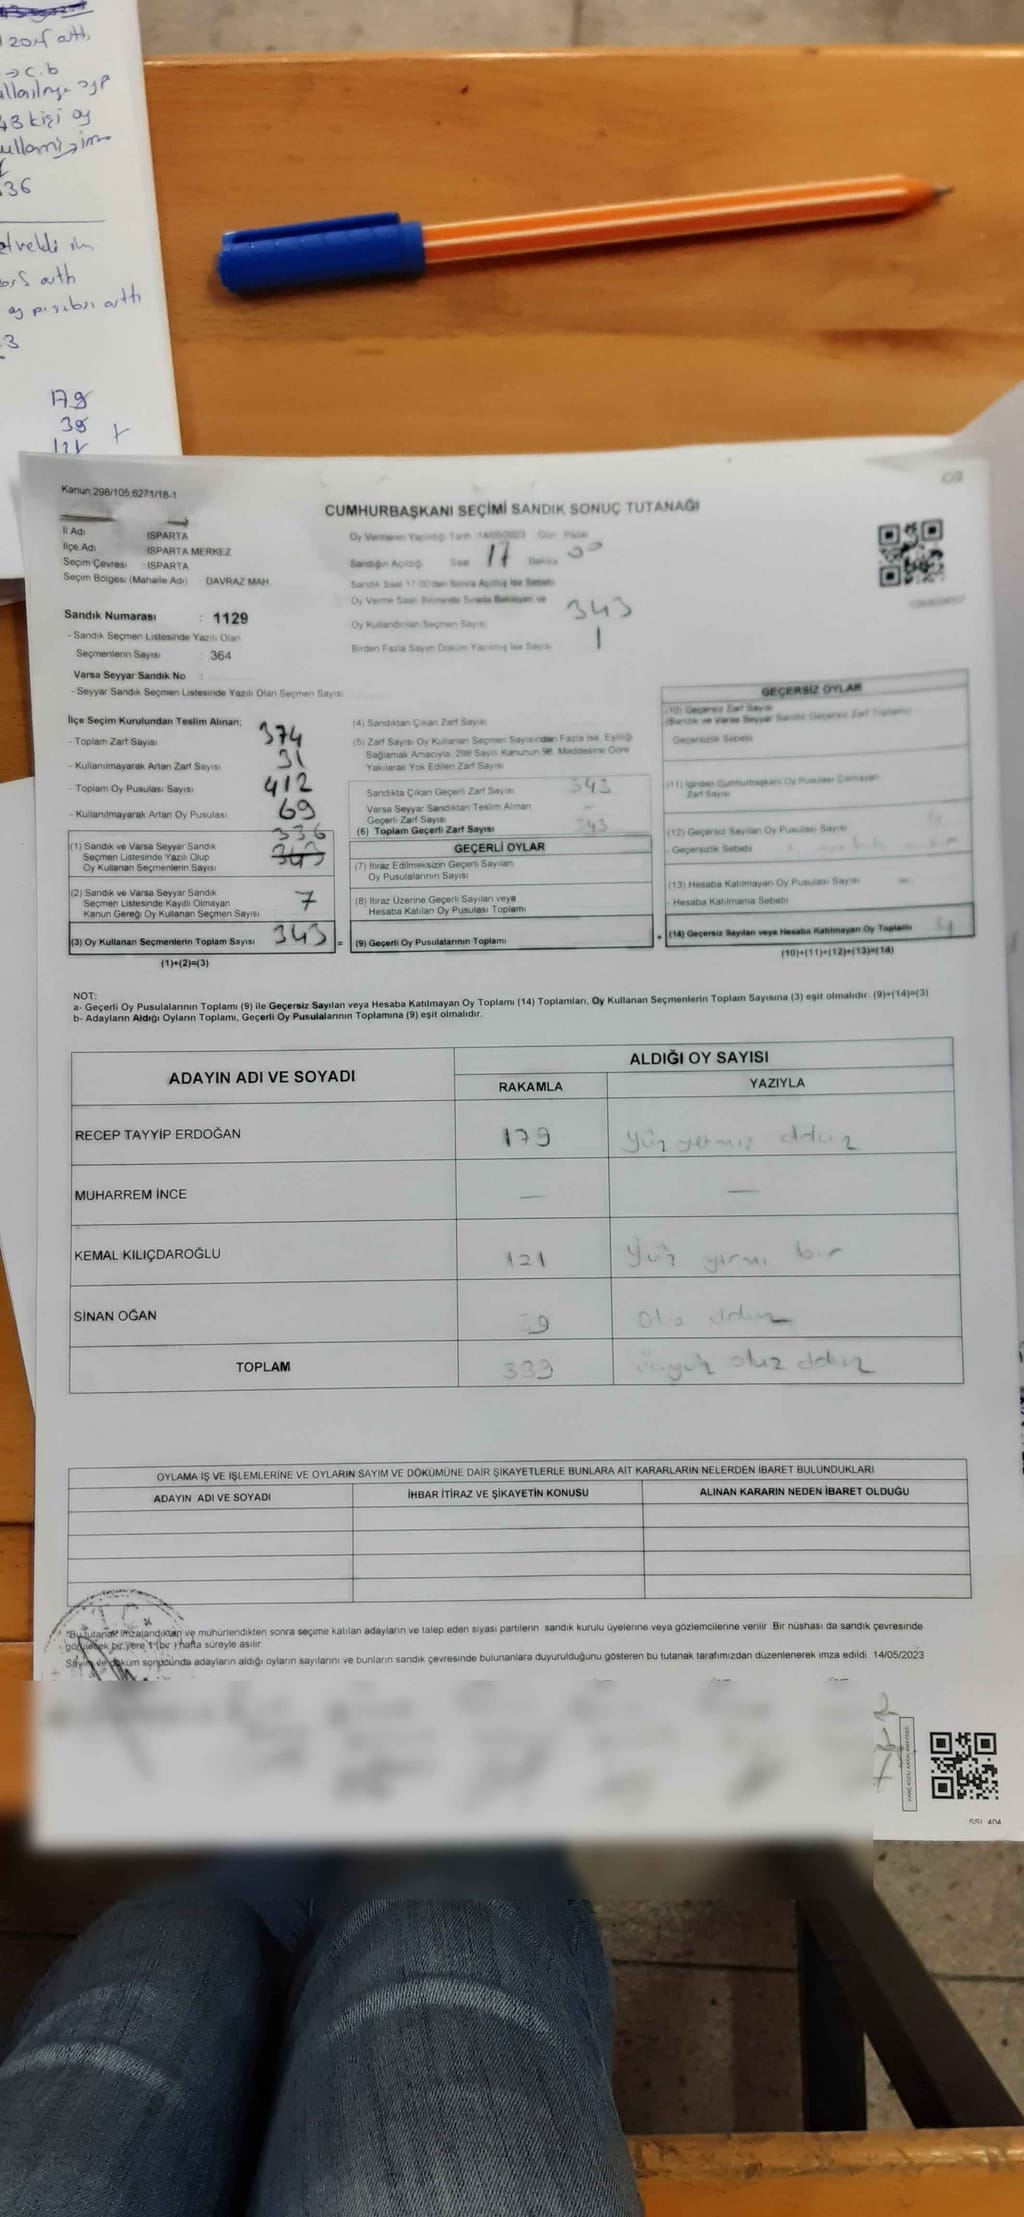 zarf arttı
→ c.b
48 kişi oy
336
arttı
oy pusulası arttı
179
39
121 +
Kanun:298/105;6271/18-1
CUMHURBAŞKANI SEÇİMİ SANDIK SONUÇ TUTANAĞI
İl Adı ISPARTA
İlçe Adı ISPARTA MERKEZ
Seçim Çevresi : ISPARTA
Seçim Bölgesi (Mahalle Adı) DAVRAZ MAH.
Oy Vermenin Yapıldığı Tarih 14/05/2023 Gün Pazar
Sandığın Açıldığı Saat 17 Dakika 00
Sandık Saat 17.00'den Sonra Açılmış İse Sebebi
Oy Verme Saati Bitiminde Sırada Bekleyen ve
Oy Kullandırılan Seçmen Sayısı 343
Birden Fazla Sayım Döküm Yapılmış İse Sayısı 1
Sandık Numarası : 1129
- Sandık Seçmen Listesinde Yazılı Olan
Seçmenlerin Sayısı : 364
Varsa Seyyar Sandık No :
- Seyyar Sandık Seçmen Listesinde Yazılı Olan Seçmen Sayısı:
İlçe Seçim Kurulundan Teslim Alınan;
- Toplam Zarf Sayısı 374
- Kullanılmayarak Artan Zarf Sayısı 31
- Toplam Oy Pusulası Sayısı 412
- Kullanılmayarak Artan Oy Pusulası 69
336
(1) Sandık ve Varsa Seyyar Sandık
Seçmen Listesinde Yazılı Olup
Oy Kullanan Seçmenlerin Sayısı 343
(2) Sandık ve Varsa Seyyar Sandık
Seçmen Listesinde Kayıtlı Olmayan
Kanun Gereği Oy Kullanan Seçmen Sayısı 7
(3) Oy Kullanan Seçmenlerin Toplam Sayısı 343 =
(1)+(2)=(3)
(4) Sandıktan Çıkan Zarf Sayısı
(5) Zarf Sayısı Oy Kullanan Seçmen Sayısından Fazla İse, Eşitliği
Sağlamak Amacıyla, 298 Sayılı Kanunun 98. Maddesine Göre
Yakılarak Yok Edilen Zarf Sayısı
Sandıkta Çıkan Geçerli Zarf Sayısı 343
Varsa Seyyar Sandıktan Teslim Alınan
Geçerli Zarf Sayısı -
(6) Toplam Geçerli Zarf Sayısı 343
GEÇERLİ OYLAR
(7) İtiraz Edilmeksizin Geçerli Sayılan
Oy Pusulalarının Sayısı
(8) İtiraz Üzerine Geçerli Sayılan veya
Hesaba Katılan Oy Pusulası Toplamı
(9) Geçerli Oy Pusulalarının Toplamı +
GEÇERSİZ OYLAR
(10) Geçersiz Zarf Sayısı
(Sandık ve Varsa Seyyar Sandık Geçersiz Zarf Toplamı)
- Geçersizlik Sebebi
(11) İçinden Cumhurbaşkanı Oy Pusulası Çıkmayan
Zarf Sayısı
(12) Geçersiz Sayılan Oy Pusulası Sayısı
- Geçersizlik Sebebi
(13) Hesaba Katılmayan Oy Pusulası Sayısı -
- Hesaba Katılmama Sebebi
(14) Geçersiz Sayılan veya Hesaba Katılmayan Oy Toplamı
(10)+(11)+(12)+(13)=(14)
NOT:
a- Geçerli Oy Pusulalarının Toplamı (9) ile Geçersiz Sayılan veya Hesaba Katılmayan Oy Toplamı (14) Toplamları, Oy Kullanan Seçmenlerin Toplam Sayısına (3) eşit olmalıdır. (9)+(14)=(3)
b- Adayların Aldığı Oyların Toplamı, Geçerli Oy Pusulalarının Toplamına (9) eşit olmalıdır.
ADAYIN ADI VE SOYADI ALDIĞI OY SAYISI
RAKAMLA YAZIYLA
RECEP TAYYİP ERDOĞAN 179 Yüz yetmiş dokuz
MUHARREM İNCE — —
KEMAL KILIÇDAROĞLU 121 Yüz yirmi bir
SİNAN OĞAN 39 Otuz dokuz
TOPLAM 339 üçyüz otuz dokuz
OYLAMA İŞ VE İŞLEMLERİNE VE OYLARIN SAYIM VE DÖKÜMÜNE DAİR ŞİKAYETLERLE BUNLARA AİT KARARLARIN NELERDEN İBARET BULUNDUKLARI
ADAYIN ADI VE SOYADI İHBAR İTİRAZ VE ŞİKAYETİN KONUSU ALINAN KARARIN NEDEN İBARET OLDUĞU
*Bu tutanak imzalandıktan ve mühürlendikten sonra seçime katılan adayların ve talep eden siyasi partilerin sandık kurulu üyelerine veya gözlemcilerine verilir Bir nüshası da sandık çevresinde
görülecek bir yere 1 (bir) hafta süreyle asılır
Sayım ve döküm sonucunda adayların aldığı oyların sayılarını ve bunların sandık çevresinde bulunanlara duyurulduğunu gösteren bu tutanak tarafımızdan düzenlenerek imza edildi 14/05/2023
SSL 404